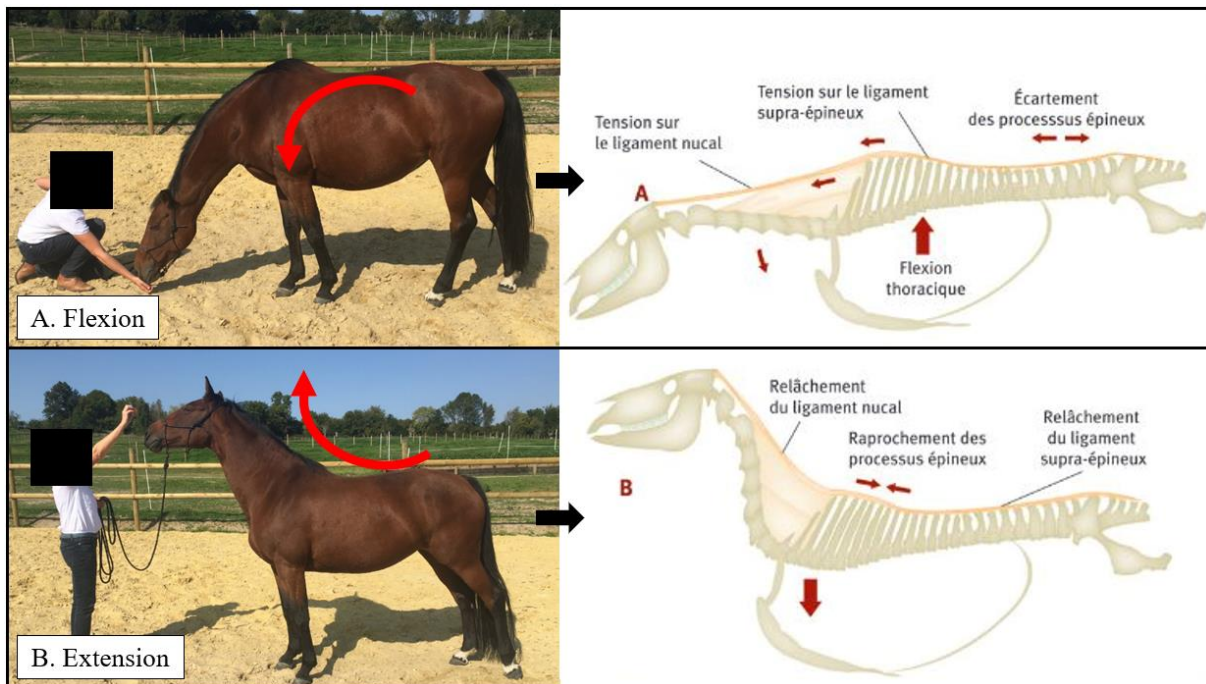 A. Flexion
Tension sur
le ligament nucal
Tension sur le ligament
supra-épineux
Écartement
des processsus épineux
A
Flexion
thoracique
B. Extension
Relâchement
du ligament nucal
Raprochement des
processus épineux
Relâchement
du ligament
supra-épineux
B